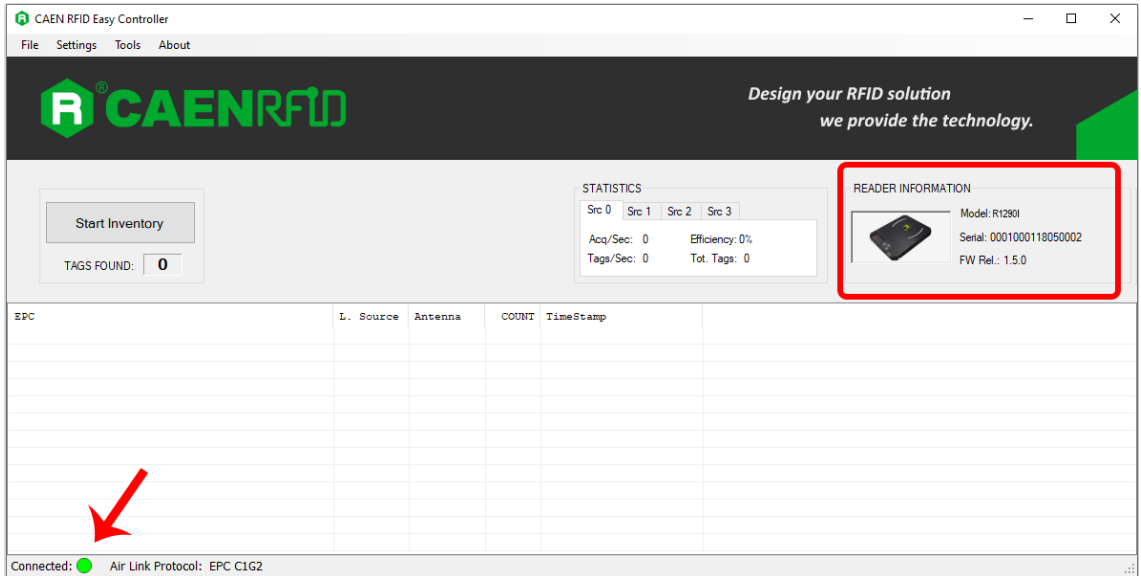 CAEN RFID Easy Controller
File Settings Tools About
R®CAENRFID
Design your RFID solution
we provide the technology.
Start Inventory
TAGS FOUND: 0
STATISTICS
Src 0 Src 1 Src 2 Src 3
Acq/Sec: 0 Efficiency: 0%
Tags/Sec: 0 Tot. Tags: 0
READER INFORMATION
Model: R1290I
Serial: 0001000118050002
FW Rel.: 1.5.0
EPC L. Source Antenna COUNT TimeStamp
Connected: Air Link Protocol: EPC C1G2